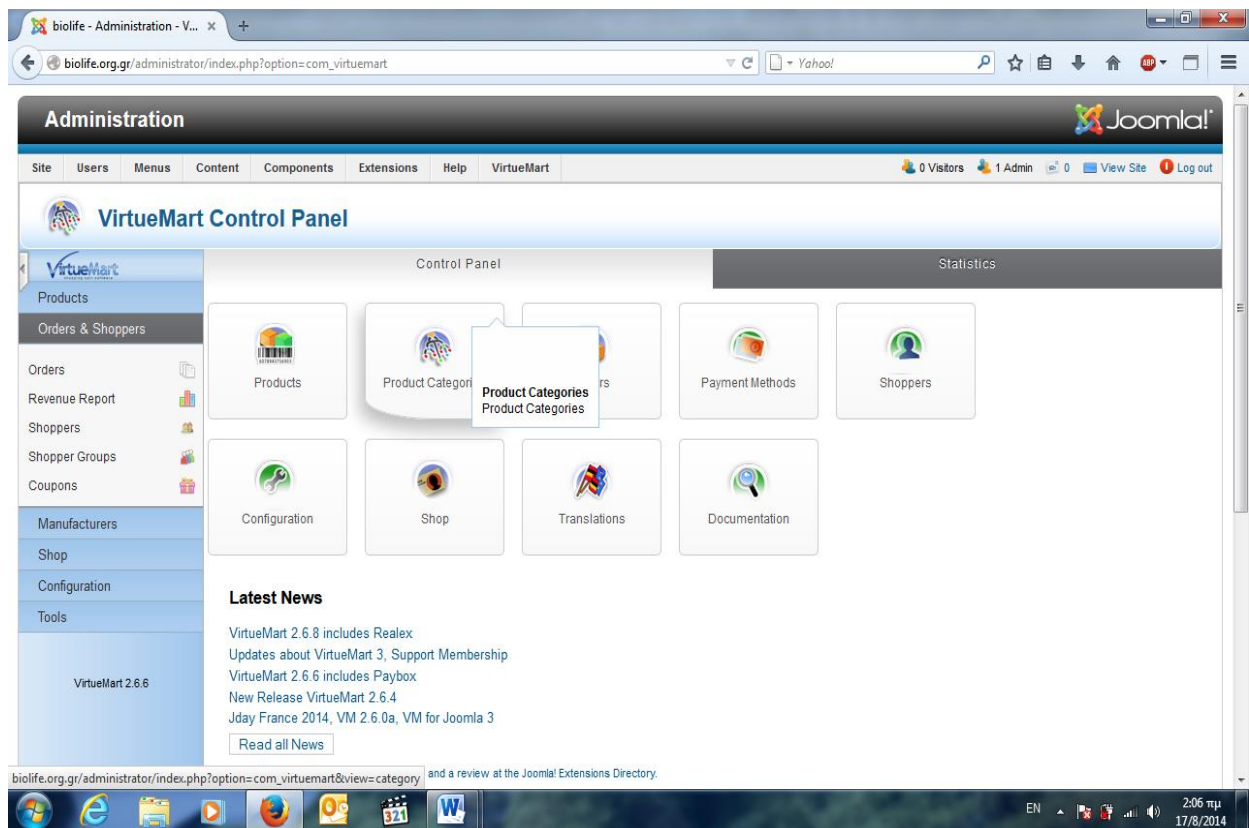 biolife - Administration - V...
biolife.org.gr/administrator/index.php?option=com_virtuemart
Yahoo!
ABP
Administration
Joomla!
Site Users Menus Content Components Extensions Help VirtueMart
0 Visitors 1 Admin 0 View Site Log out
VirtueMart Control Panel
VirtueMart
Control Panel
Statistics
Products
Orders & Shoppers
Orders
Revenue Report
Shoppers
Shopper Groups
Coupons
Manufacturers
Shop
Configuration
Tools
VirtueMart 2.6.6
Products
Product Categori
rs
Payment Methods
Shoppers
Product Categories
Product Categories
Configuration
Shop
Translations
Documentation
Latest News
VirtueMart 2.6.8 includes Realex
Updates about VirtueMart 3, Support Membership
VirtueMart 2.6.6 includes Paybox
New Release VirtueMart 2.6.4
Jday France 2014, VM 2.6.0a, VM for Joomla 3
Read all News
and a review at the Joomla! Extensions Directory.
biolife.org.gr/administrator/index.php?option=com_virtuemart&view=category
321
W
EN
2:06 πμ
17/8/2014